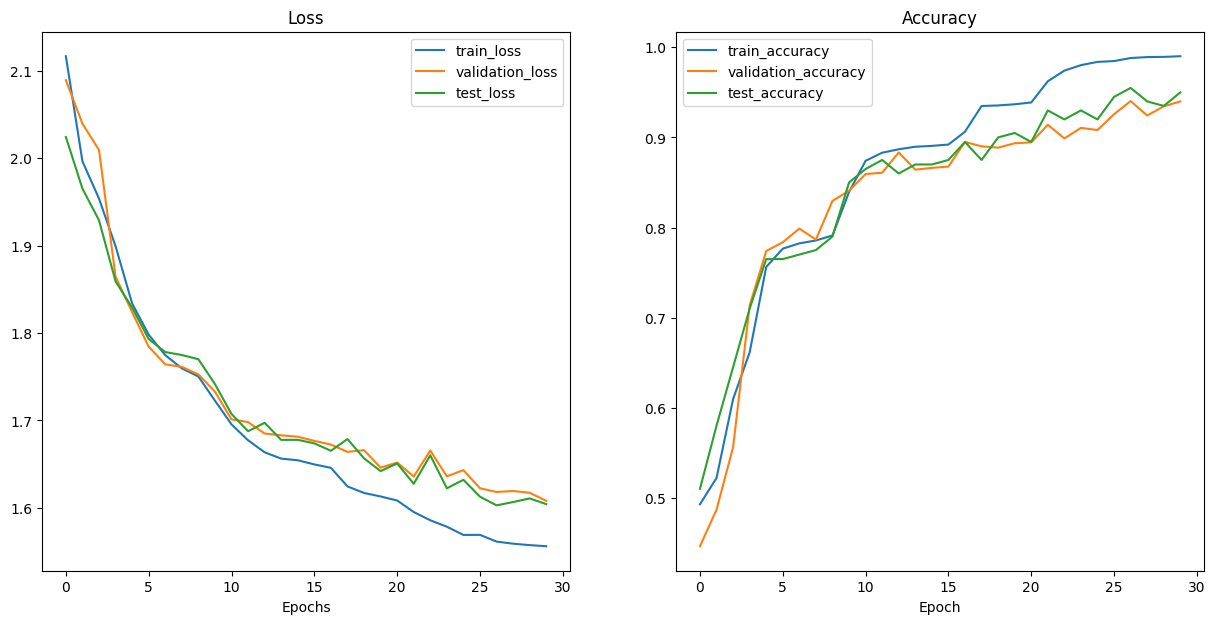 Loss
2.1
2.0
1.9
1.8
1.7
1.6
train_loss
validation_loss
test_loss
0 5 10 15 20 25 30
Epochs
Accuracy
1.0
0.9
0.8
0.7
0.6
0.5
train_accuracy
validation_accuracy
test_accuracy
0 5 10 15 20 25 30
Epoch